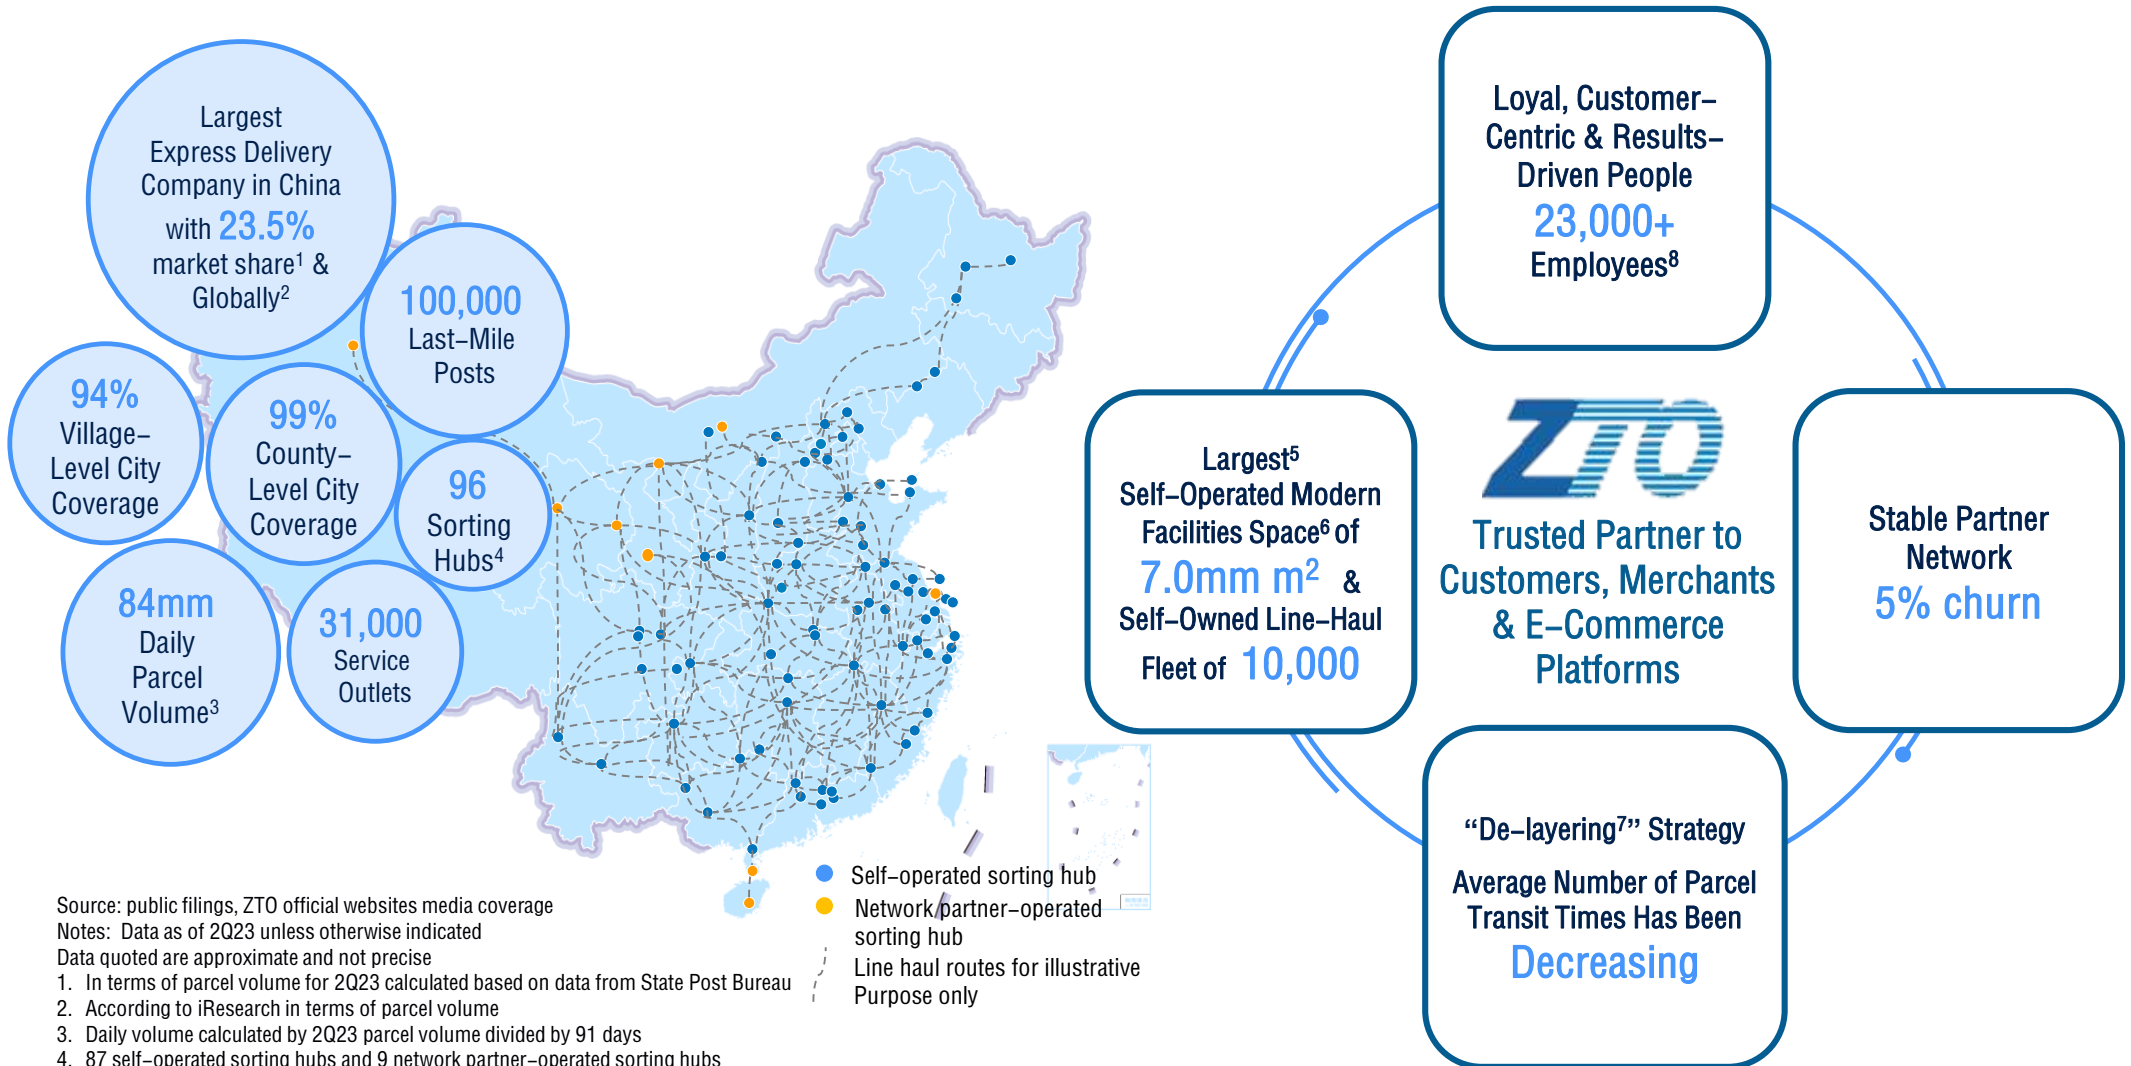 Largest
Express Delivery
Company in China
with 23.5%
market share1 &
Globally2
100,000
Last-Mile
Posts
94%
Village-
Level City
Coverage
99%
County-
Level City
Coverage
96
Sorting
Hubs4
84mm
Daily
Parcel
Volume3
31,000
Service
Outlets
Self-operated sorting hub
Network partner-operated
sorting hub
Line haul routes for illustrative
Purpose only
Source: public filings, ZTO official websites media coverage
Notes: Data as of 2Q23 unless otherwise indicated
Data quoted are approximate and not precise
1. In terms of parcel volume for 2Q23 calculated based on data from State Post Bureau
2. According to iResearch in terms of parcel volume
3. Daily volume calculated by 2Q23 parcel volume divided by 91 days
4. 87 self-operated sorting hubs and 9 network partner-operated sorting hubs
Loyal, Customer-
Centric & Results-
Driven People
23,000+
Employees8
Largest5
Self-Operated Modern
Facilities Space6 of
7.0mm m2 &
Self-Owned Line-Haul
Fleet of 10,000
ZTO
Trusted Partner to
Customers, Merchants
& E-Commerce
Platforms
Stable Partner
Network
5% churn
“De-layering7” Strategy
Average Number of Parcel
Transit Times Has Been
Decreasing